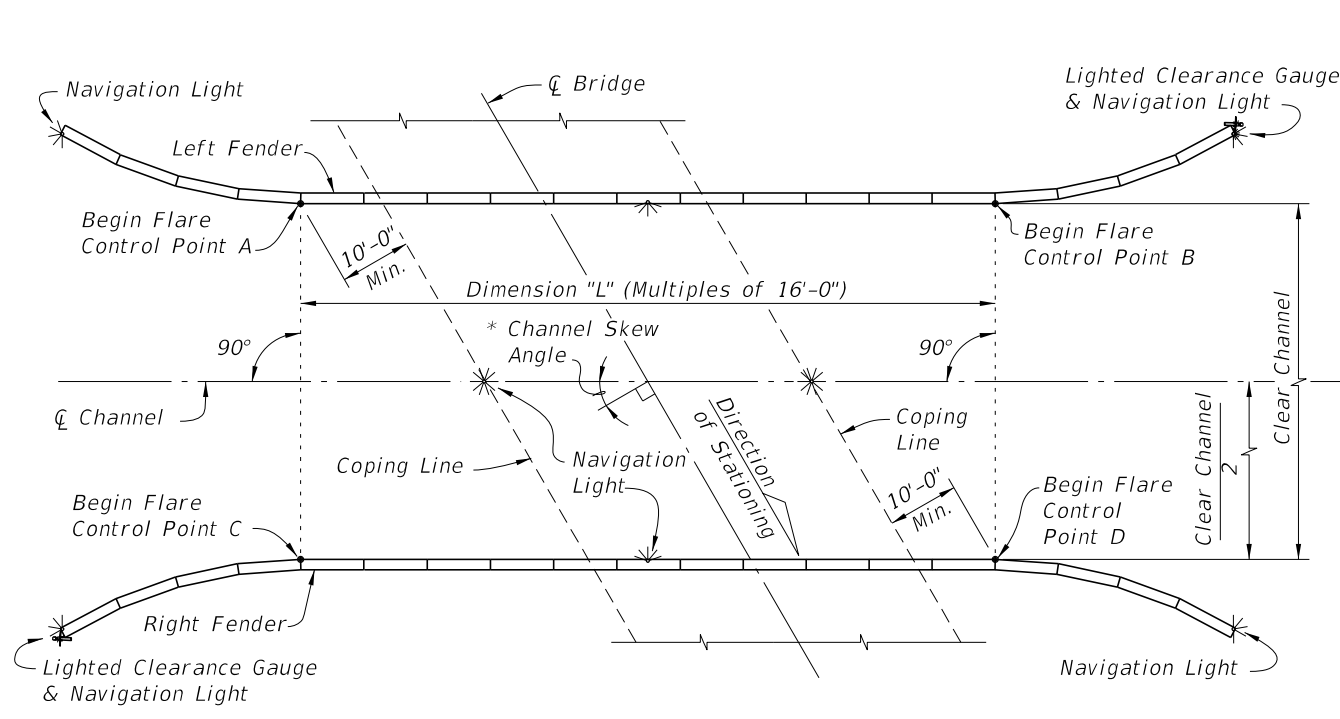 Navigation Light
℄ Bridge
Lighted Clearance Gauge
& Navigation Light
Left Fender
Begin Flare
Control Point A
10'-0"
Min.
Begin Flare
Control Point B
Dimension "L" (Multiples of 16'-0")
* Channel Skew
Angle
90°
90°
Clear Channel
℄ Channel
Direction
of Stationing
Coping
Line
Clear Channel
2
Coping Line
Navigation
Light
10'-0"
Min.
Begin Flare
Control Point C
Begin Flare
Control
Point D
Right Fender
Lighted Clearance Gauge
& Navigation Light
Navigation Light